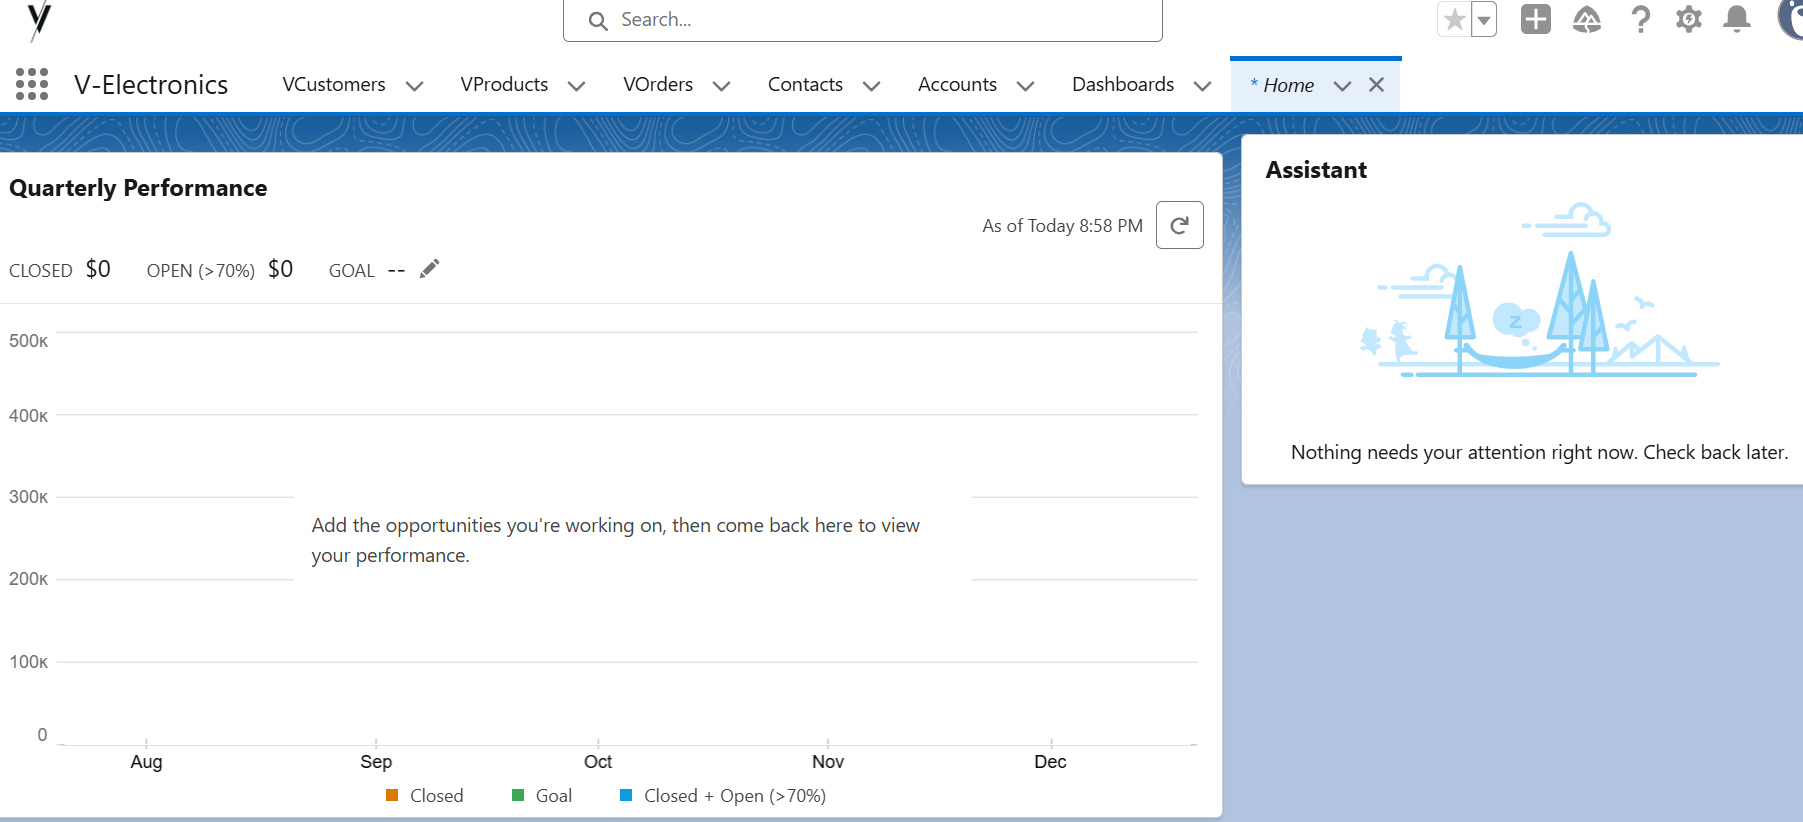 Search...
V-Electronics VCustomers VProducts VOrders Contacts Accounts Dashboards * Home
Quarterly Performance
As of Today 8:58 PM
CLOSED $0 OPEN (>70%) $0 GOAL --
500K
400K
300K
200K
100K
0
Add the opportunities you're working on, then come back here to view
your performance.
Aug Sep Oct Nov Dec
Closed Goal Closed + Open (>70%)
Assistant
z
Nothing needs your attention right now. Check back later.